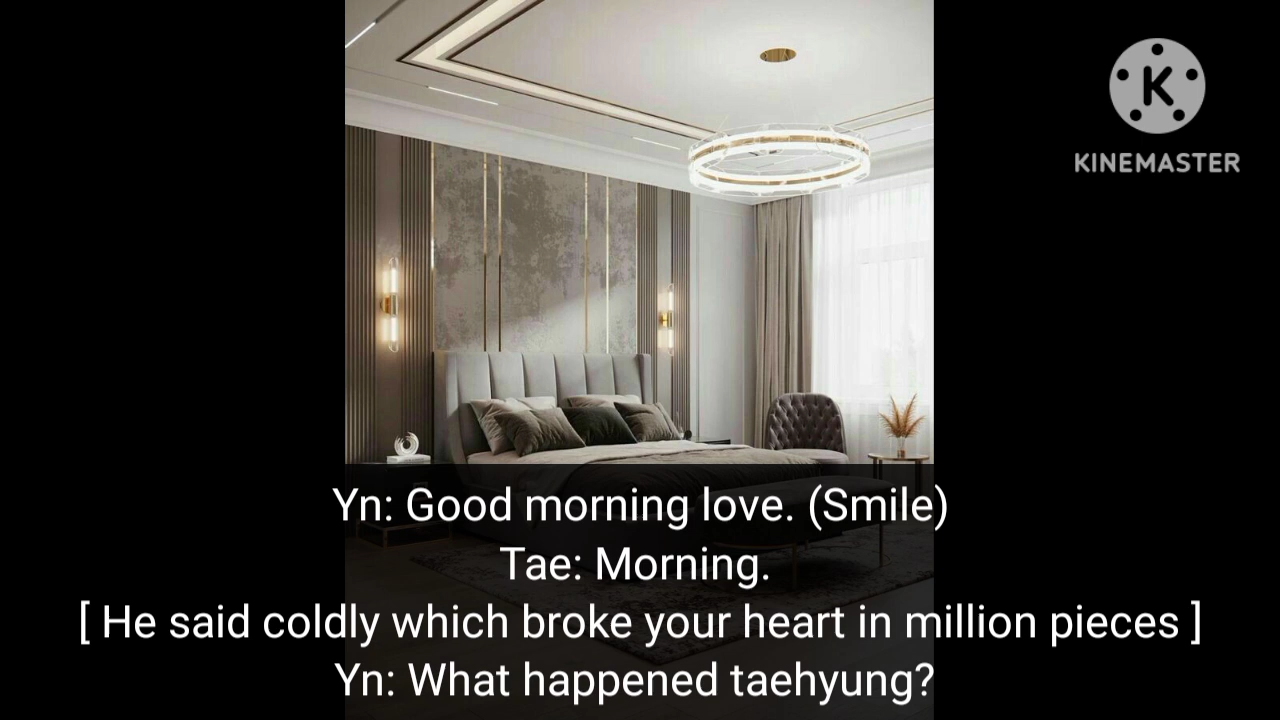 KINEMASTER
Yn: Good morning love. (Smile)
Tae: Morning.
[ He said coldly which broke your heart in million pieces ]
Yn: What happened taehyung?